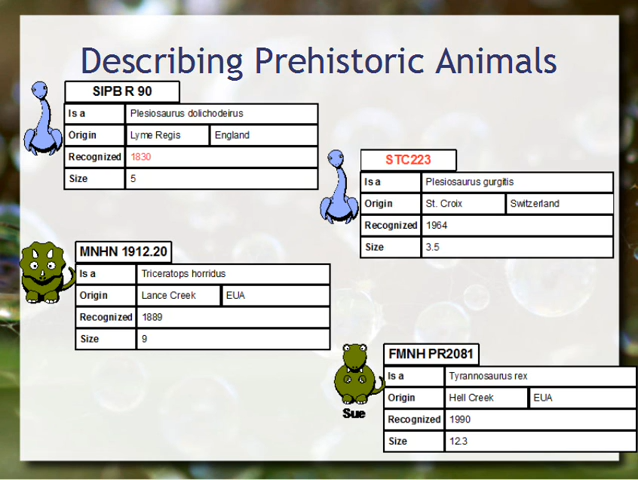 Describing Prehistoric Animals
SIPB R 90
Is a Plesiosaurus dolichodeirus
Origin Lyme Regis England
Recognized 1830
Size 5
STC223
Is a Plesiosaurus gurgitis
Origin St. Croix Switzerland
Recognized 1964
Size 3.5
MNHN 1912.20
Is a Triceratops horridus
Origin Lance Creek EUA
Recognized 1889
Size 9
FMNH PR2081
Is a Tyrannosaurus rex
Origin Hell Creek EUA
Recognized 1990
Size 12.3
Sue